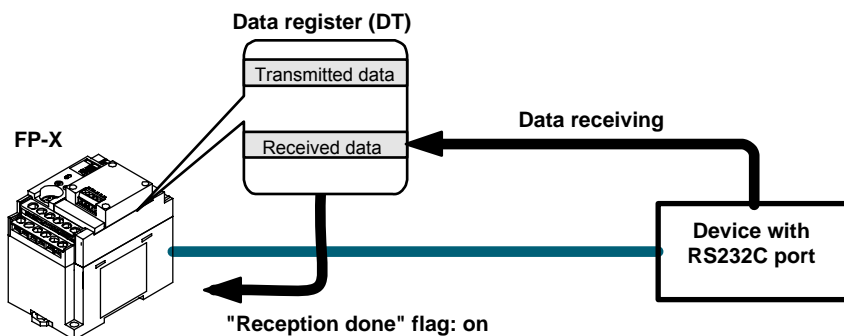 Data register (DT)
Transmitted data
FP-X
Data receiving
Received data
Device with
RS232C port
"Reception done" flag: on